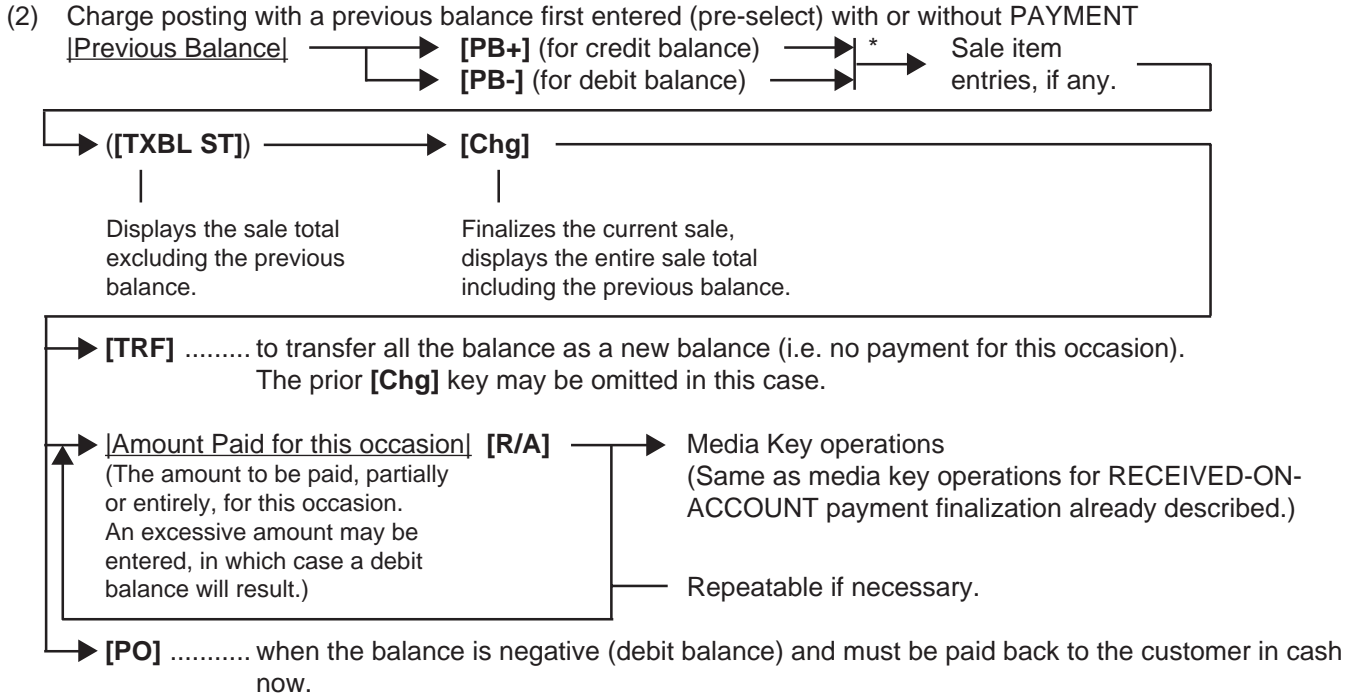 (2) Charge posting with a previous balance first entered (pre-select) with or without PAYMENT
|Previous Balance| [PB+] (for credit balance) * Sale item
[PB-] (for debit balance) entries, if any.
([TXBL ST]) [Chg]
Displays the sale total
excluding the previous
balance.
Finalizes the current sale,
displays the entire sale total
including the previous balance.
[TRF] ......... to transfer all the balance as a new balance (i.e. no payment for this occasion).
The prior [Chg] key may be omitted in this case.
|Amount Paid for this occasion| [R/A]
(The amount to be paid, partially
or entirely, for this occasion.
An excessive amount may be
entered, in which case a debit
balance will result.)
Media Key operations
(Same as media key operations for RECEIVED-ON-
ACCOUNT payment finalization already described.)
Repeatable if necessary.
[PO] ........... when the balance is negative (debit balance) and must be paid back to the customer in cash
now.